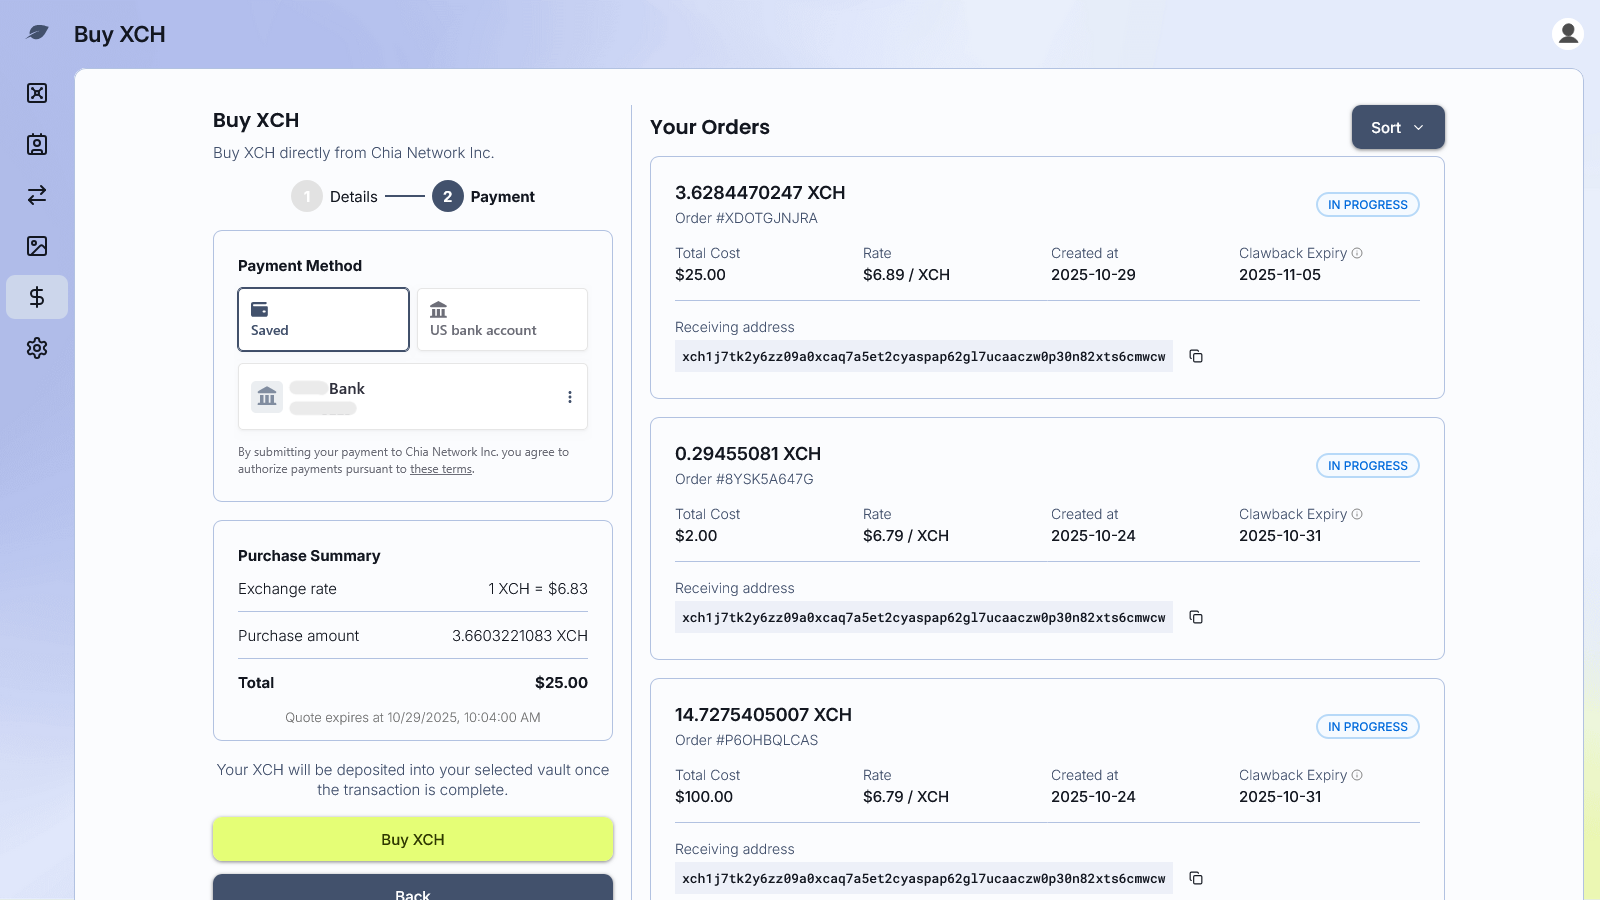 Buy XCH
Buy XCH
Buy XCH directly from Chia Network Inc.
1 Details
2 Payment
Payment Method
Saved
US bank account
Bank
By submitting your payment to Chia Network Inc. you agree to
authorize payments pursuant to these terms.
Purchase Summary
Exchange rate 1 XCH = $6.83
Purchase amount 3.6603221083 XCH
Total $25.00
Quote expires at 10/29/2025, 10:04:00 AM
Your XCH will be deposited into your selected vault once
the transaction is complete.
Buy XCH
Back
Your Orders
Sort
3.6284470247 XCH
Order #XDOTGJNJRA
IN PROGRESS
Total Cost Rate Created at Clawback Expiry
$25.00 $6.89 / XCH 2025-10-29 2025-11-05
Receiving address
xch1j7tk2y6zz09a0xcaq7a5et2cyaspap62gl7ucaaczw0p30n82xts6cmwcw
0.29455081 XCH
Order #8YSK5A647G
IN PROGRESS
Total Cost Rate Created at Clawback Expiry
$2.00 $6.79 / XCH 2025-10-24 2025-10-31
Receiving address
xch1j7tk2y6zz09a0xcaq7a5et2cyaspap62gl7ucaaczw0p30n82xts6cmwcw
14.7275405007 XCH
Order #P6OHBQLCAS
IN PROGRESS
Total Cost Rate Created at Clawback Expiry
$100.00 $6.79 / XCH 2025-10-24 2025-10-31
Receiving address
xch1j7tk2y6zz09a0xcaq7a5et2cyaspap62gl7ucaaczw0p30n82xts6cmwcw